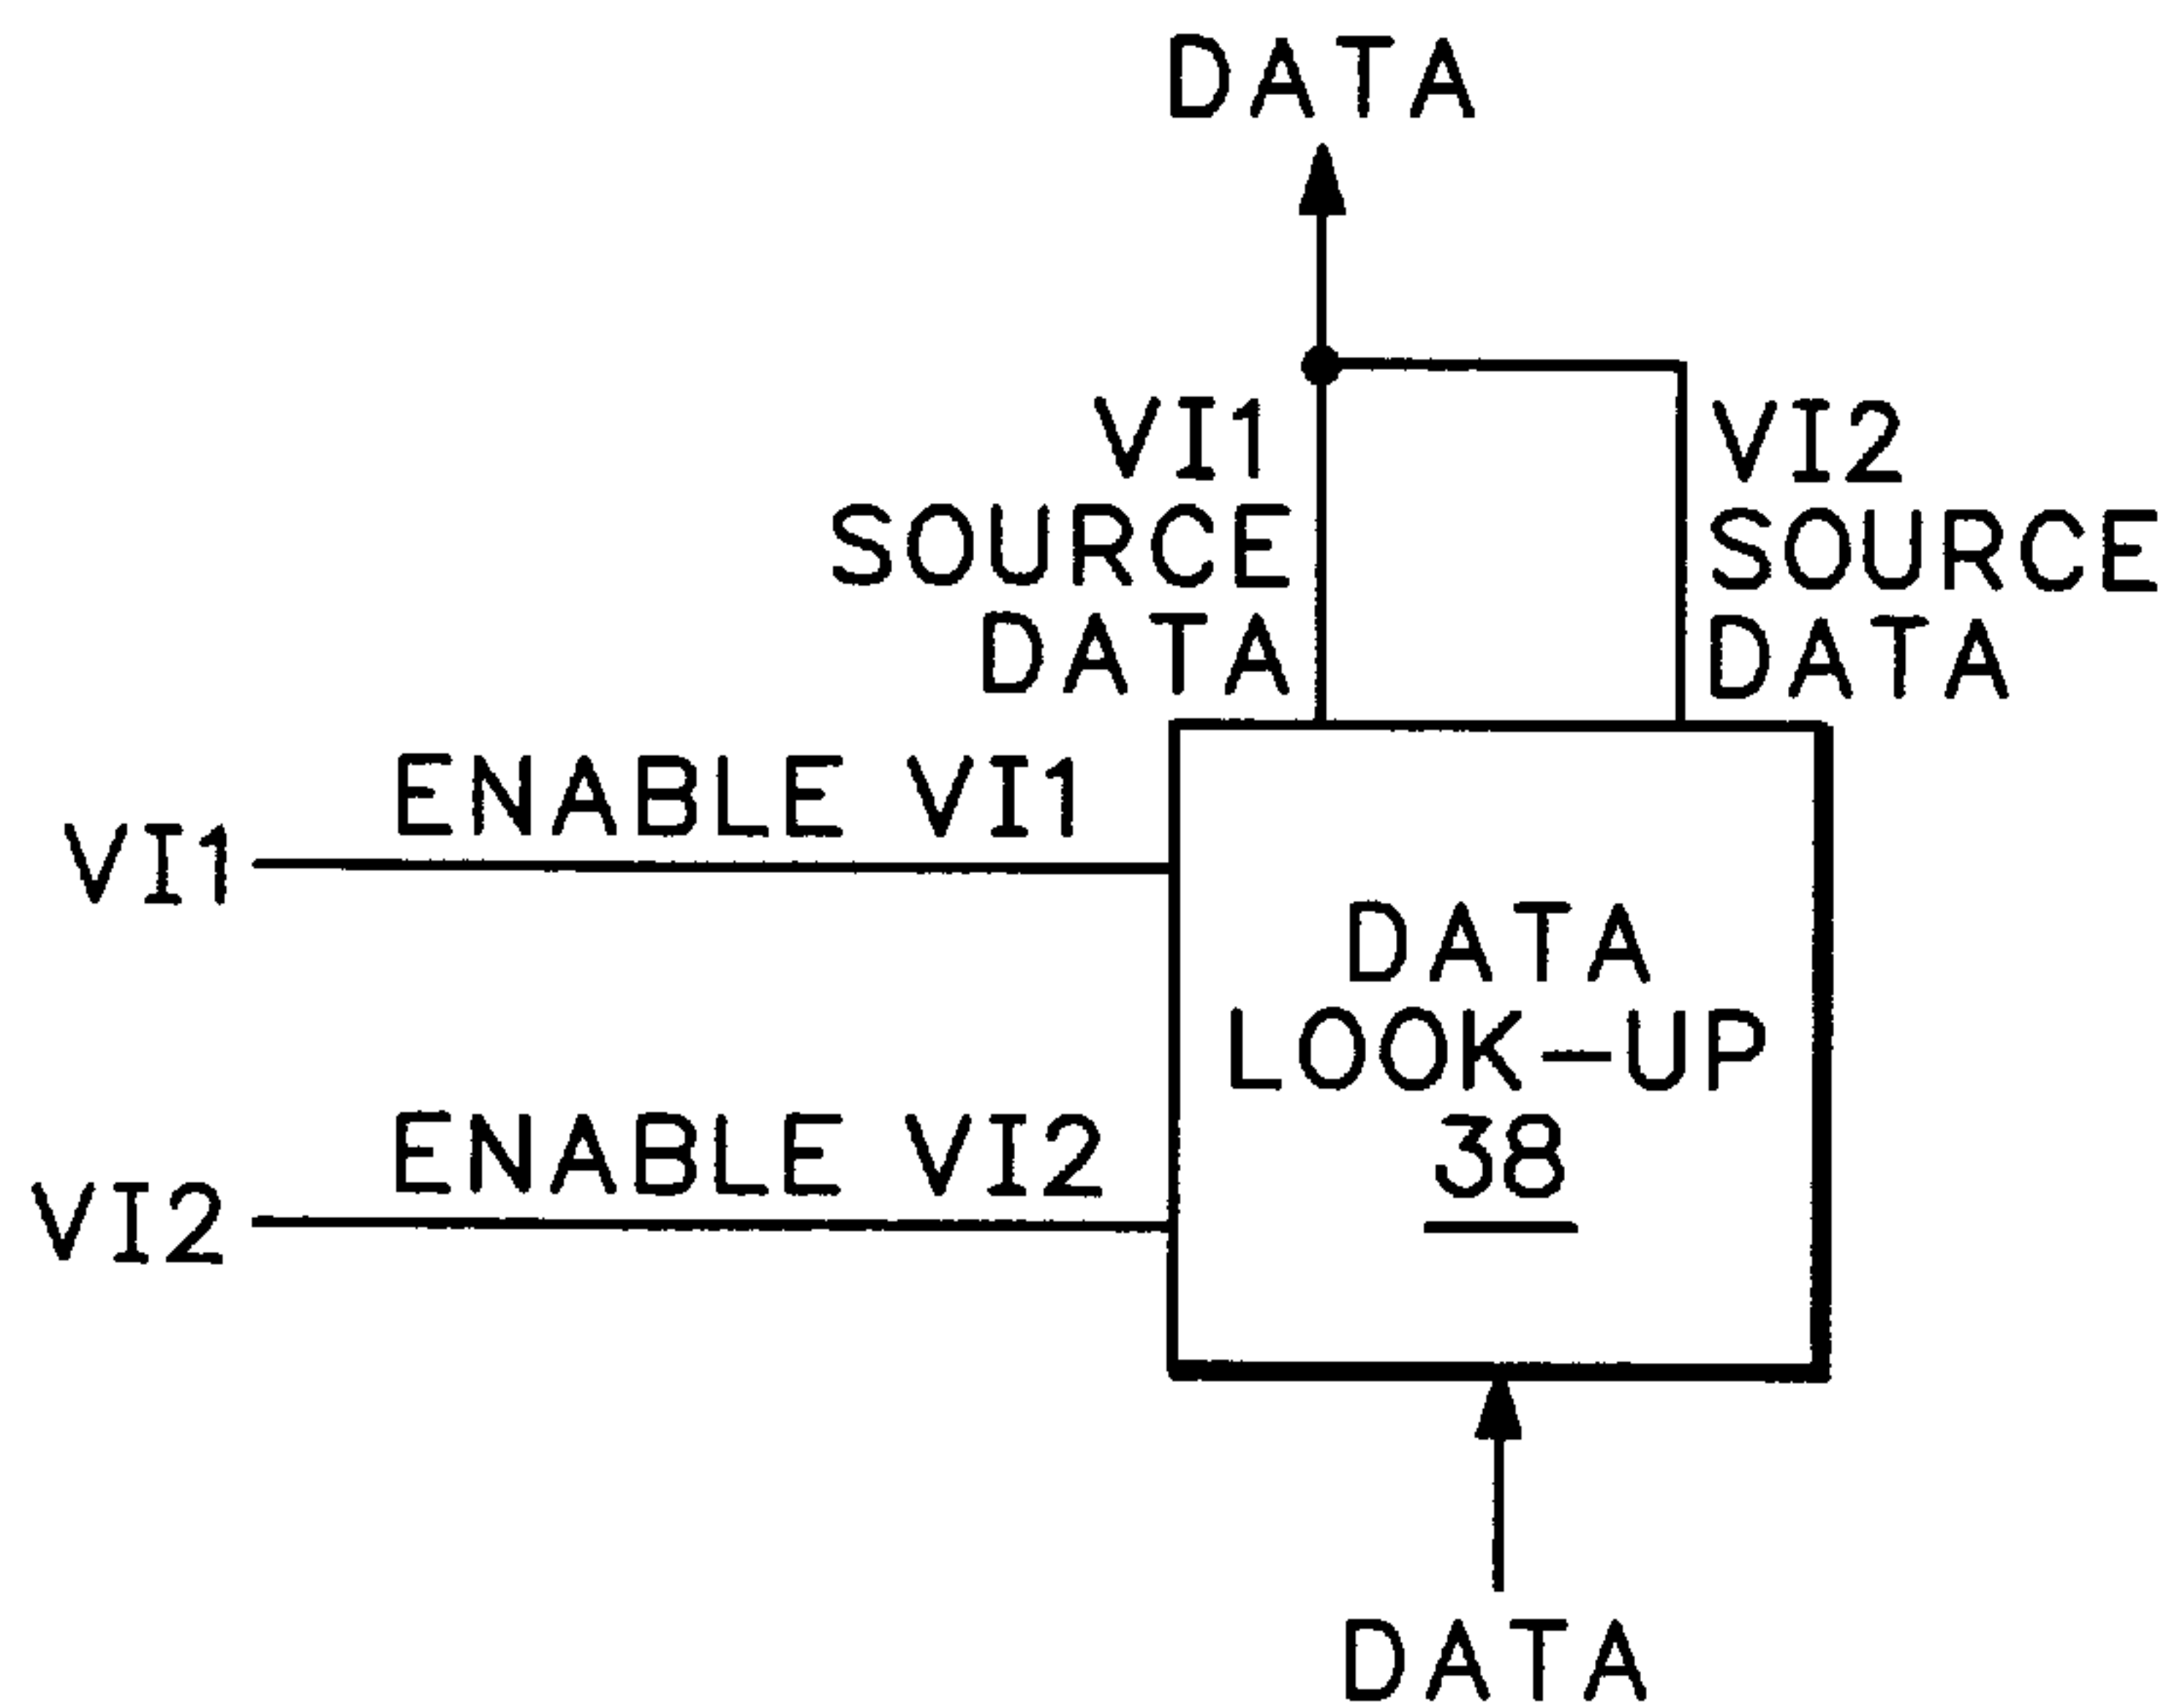 DATA
VI1
SOURCE
DATA
VI2
SOURCE
DATA
ENABLE VI1
VI1
DATA
LOOK-UP
38
ENABLE VI2
VI2
DATA